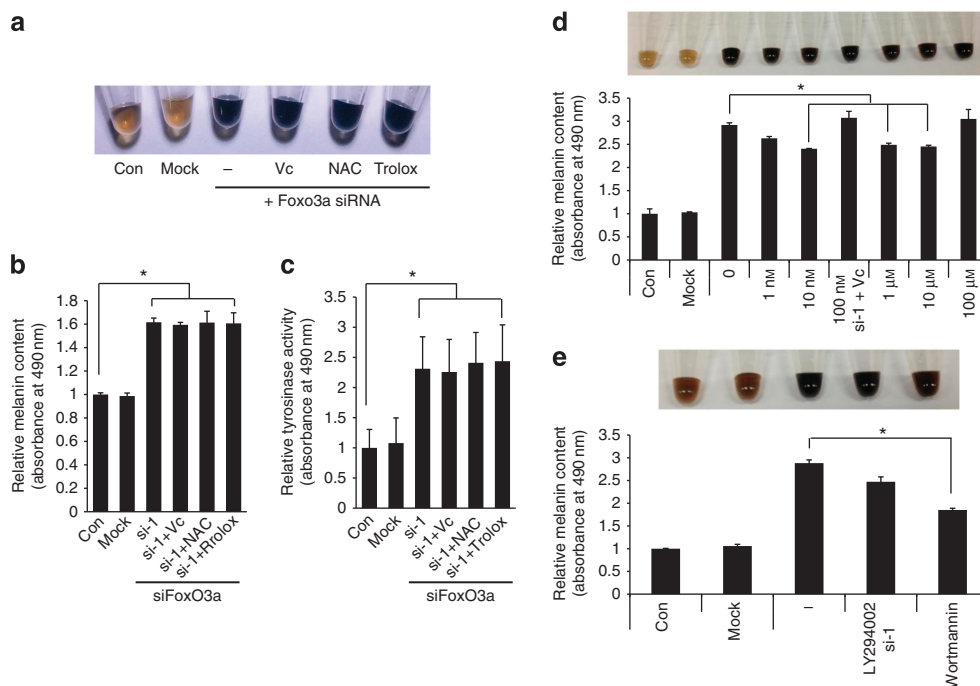 a
Con
Mock
–
Vc
NAC
Trolox
+ Foxo3a siRNA
b
*
Relative melanin content
(absorbance at 490 nm)
1.8
1.6
1.4
1.2
1
0.8
0.6
0.4
0.2
0
Con
Mock
si-1
si-1+Vc
si-1+NAC
si-1+Rrolox
siFoxO3a
c
*
Relative tyrosinase activity
(absorbance at 490 nm)
3.5
3
2.5
2
1.5
1
0.5
0
Con
Mock
si-1
si-1+Vc
si-1+NAC
si-1+Trolox
siFoxO3a
d
*
Relative melanin content
(absorbance at 490 nm)
3.5
3
2.5
2
1.5
1
0.5
0
Con
Mock
0
1 nM
10 nM
100 nM
si-1 + Vc
1 μM
10 μM
100 μM
e
*
Relative melanin content
(absorbance at 490 nm)
3.5
3
2.5
2
1.5
1
0.5
0
Con
Mock
–
LY294002
si-1
Wortmannin